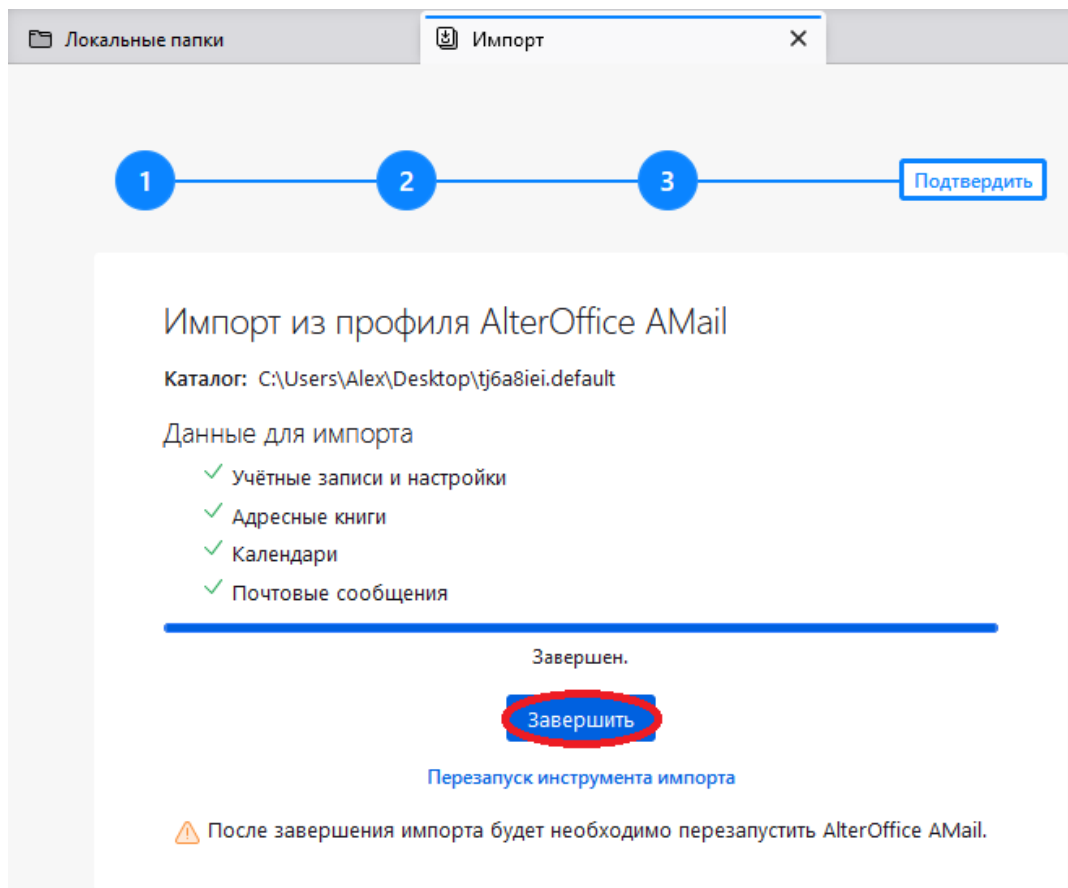 Локальные папки
Импорт
1
2
3
Подтвердить
Импорт из профиля AlterOffice AMail
Каталог: C:\Users\Alex\Desktop\tj6a8iei.default
Данные для импорта
Учётные записи и настройки
Адресные книги
Календари
Почтовые сообщения
Завершен.
Завершить
Перезапуск инструмента импорта
После завершения импорта будет необходимо перезапустить AlterOffice AMail.